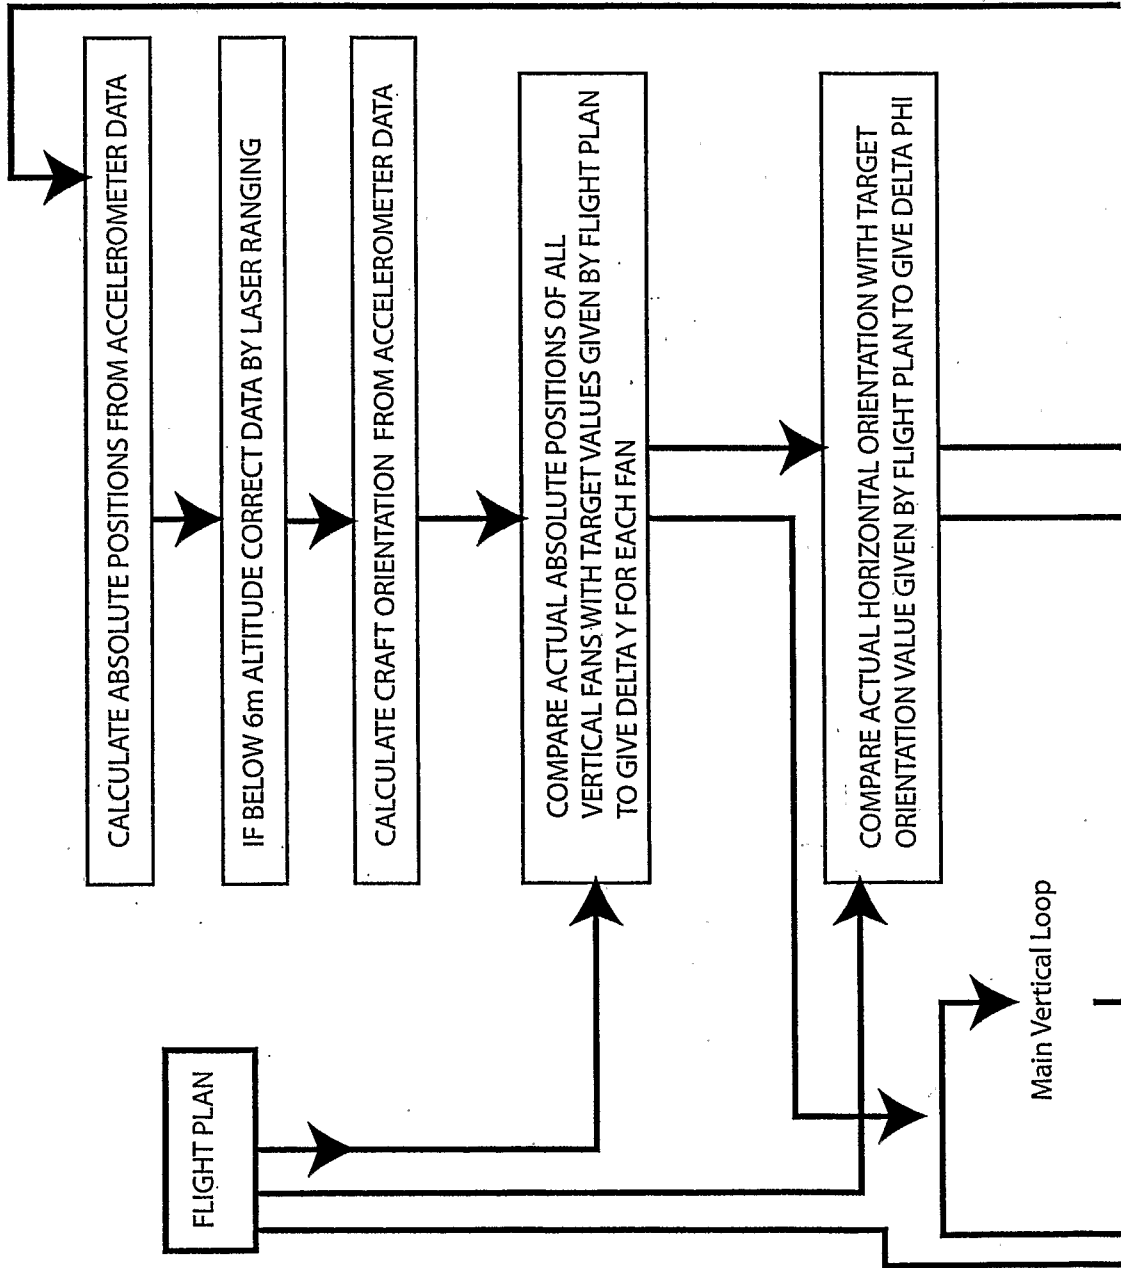 CALCULATE ABSOLUTE POSITIONS FROM ACCELEROMETER DATA
IF BELOW 6m ALTITUDE CORRECT DATA BY LASER RANGING
CALCULATE CRAFT ORIENTATION FROM ACCELEROMETER DATA
FLIGHT PLAN
COMPARE ACTUAL ABSOLUTE POSITIONS OF ALL
VERTICAL FANS WITH TARGET VALUES GIVEN BY FLIGHT PLAN
TO GIVE DELTA Y FOR EACH FAN
COMPARE ACTUAL HORIZONTAL ORIENTATION WITH TARGET
ORIENTATION VALUE GIVEN BY FLIGHT PLAN TO GIVE DELTA PHI
Main Vertical Loop